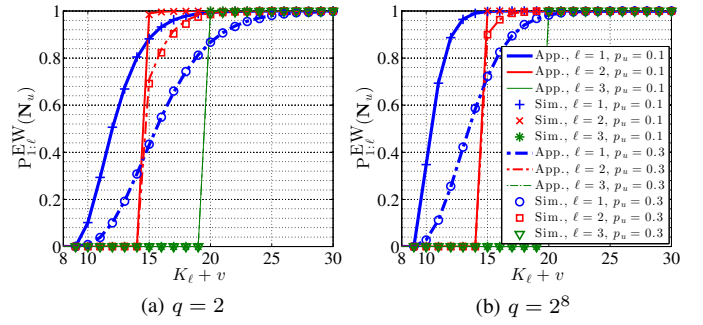 1
0.8
0.6
0.4
0.2
0
P^{EW}_{1:ℓ}(N_u)
8 10 15 20 25 30
K_ℓ + v
(a) q = 2
1
0.8
0.6
0.4
0.2
0
P^{EW}_{1:ℓ}(N_u)
App., ℓ = 1, p_u = 0.1
App., ℓ = 2, p_u = 0.1
App., ℓ = 3, p_u = 0.1
Sim., ℓ = 1, p_u = 0.1
Sim., ℓ = 2, p_u = 0.1
Sim., ℓ = 3, p_u = 0.1
App., ℓ = 1, p_u = 0.3
App., ℓ = 2, p_u = 0.3
App., ℓ = 3, p_u = 0.3
Sim., ℓ = 1, p_u = 0.3
Sim., ℓ = 2, p_u = 0.3
Sim., ℓ = 3, p_u = 0.3
8 10 15 20 25 30
K_ℓ + v
(b) q = 2^8